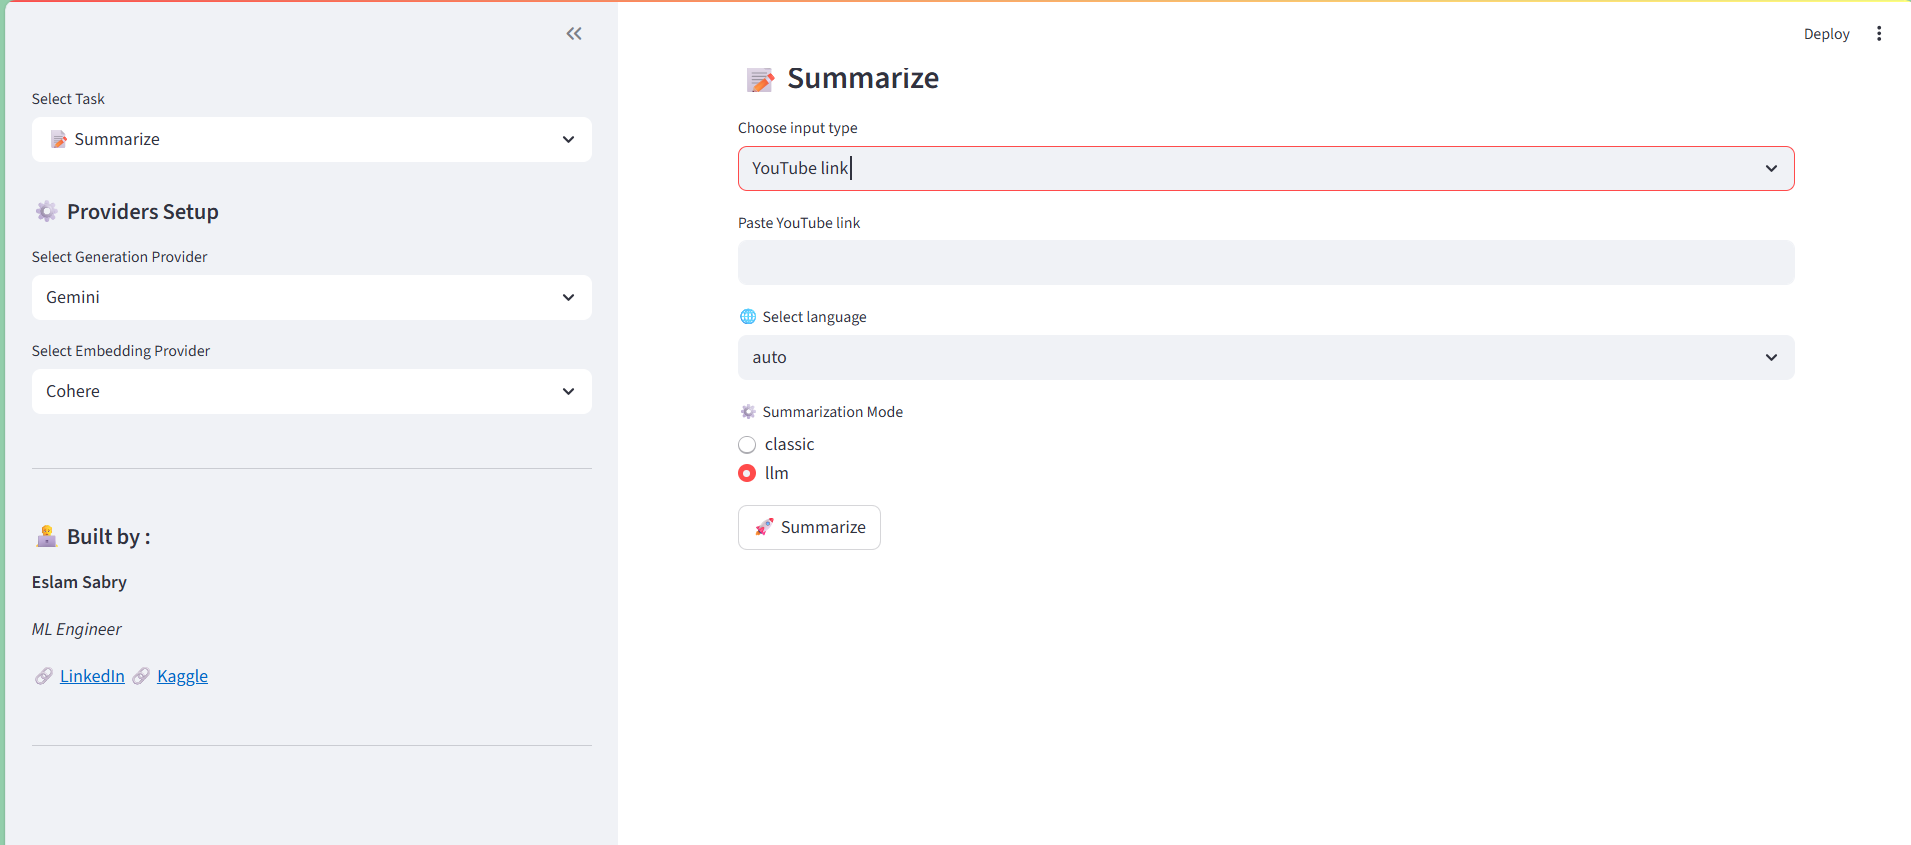 Select Task
📝 Summarize
⚙️ Providers Setup
Select Generation Provider
Gemini
Select Embedding Provider
Cohere
👨‍💻 Built by :
Eslam Sabry
ML Engineer
🔗 LinkedIn 🔗 Kaggle
Deploy
📝 Summarize
Choose input type
YouTube link
Paste YouTube link
🌐 Select language
auto
⚙️ Summarization Mode
classic
llm
🚀 Summarize